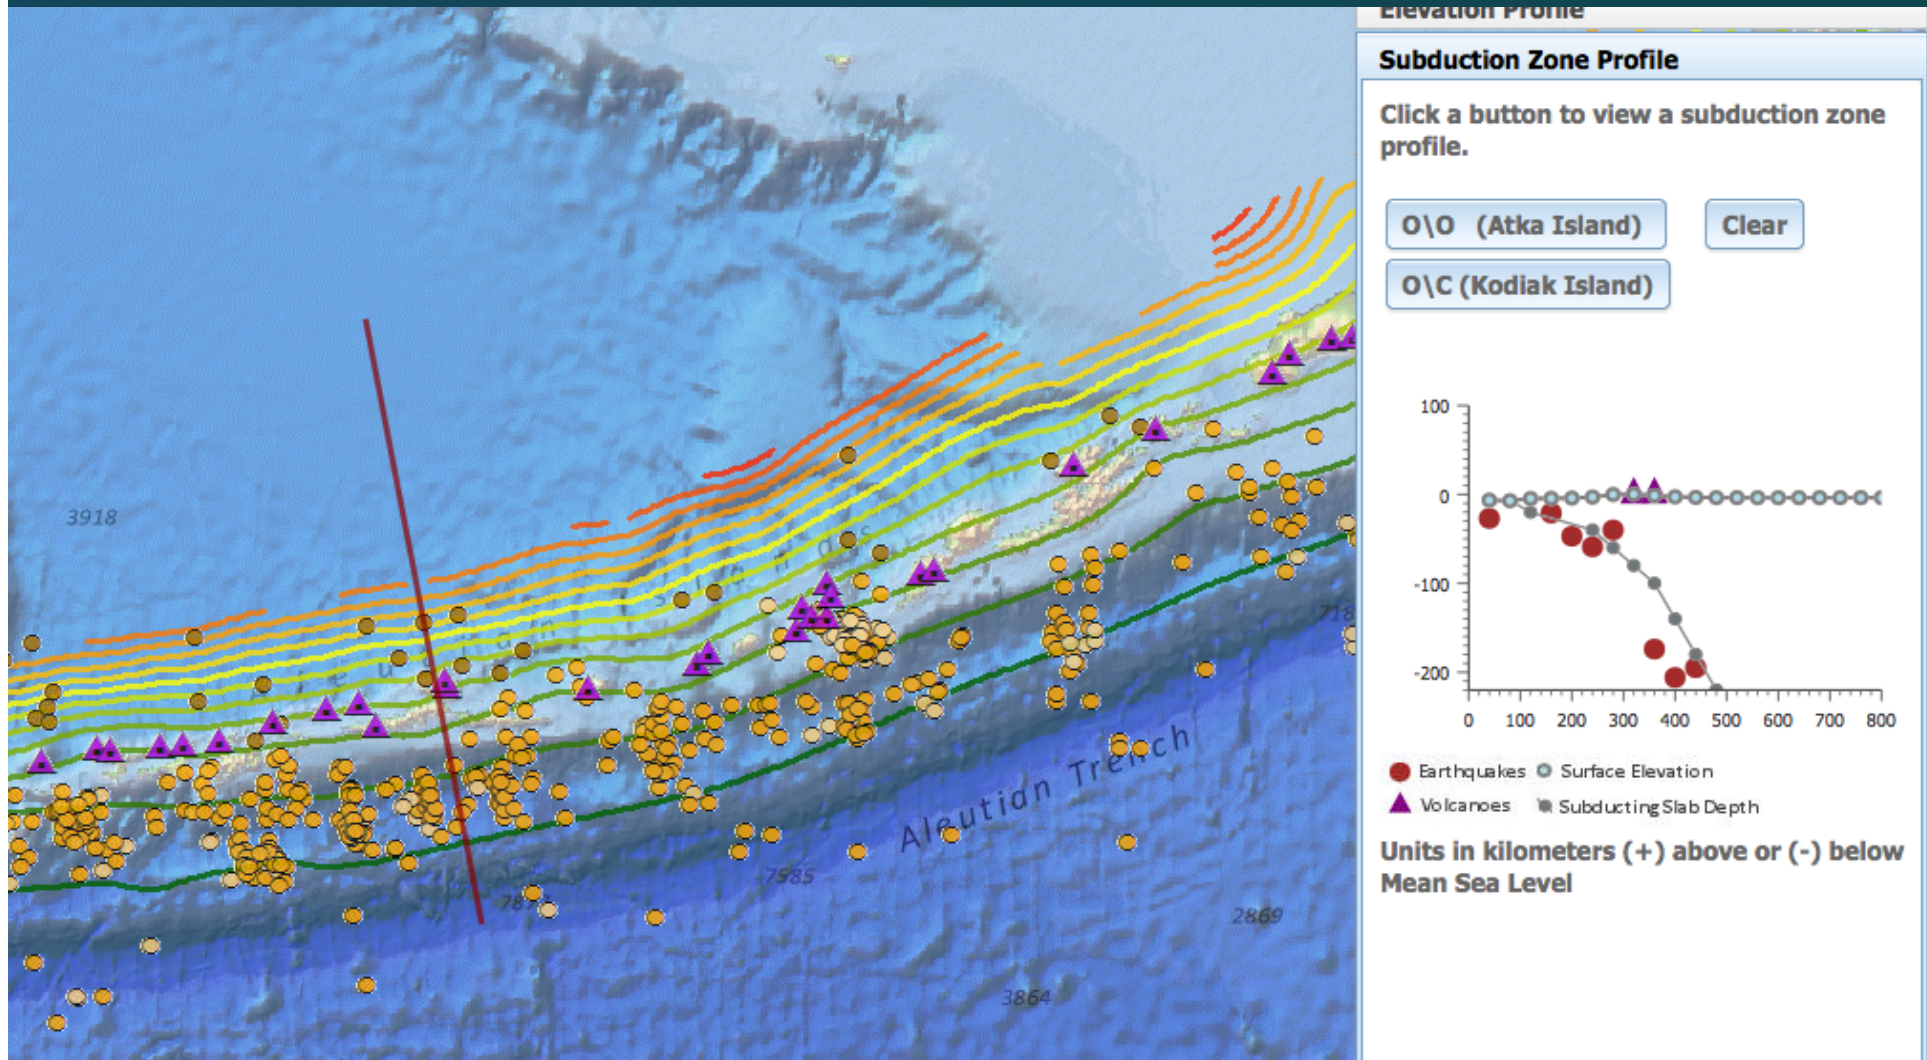 Elevation Profile
Subduction Zone Profile
Click a button to view a subduction zone
profile.
O\O (Atka Island)
Clear
O\C (Kodiak Island)
100
0
-100
-200
0 100 200 300 400 500 600 700 800
Earthquakes
Surface Elevation
Volcanoes
Subducting Slab Depth
Units in kilometers (+) above or (-) below
Mean Sea Level
3918
718
Aleutian Trench
7585
787
2869
3864